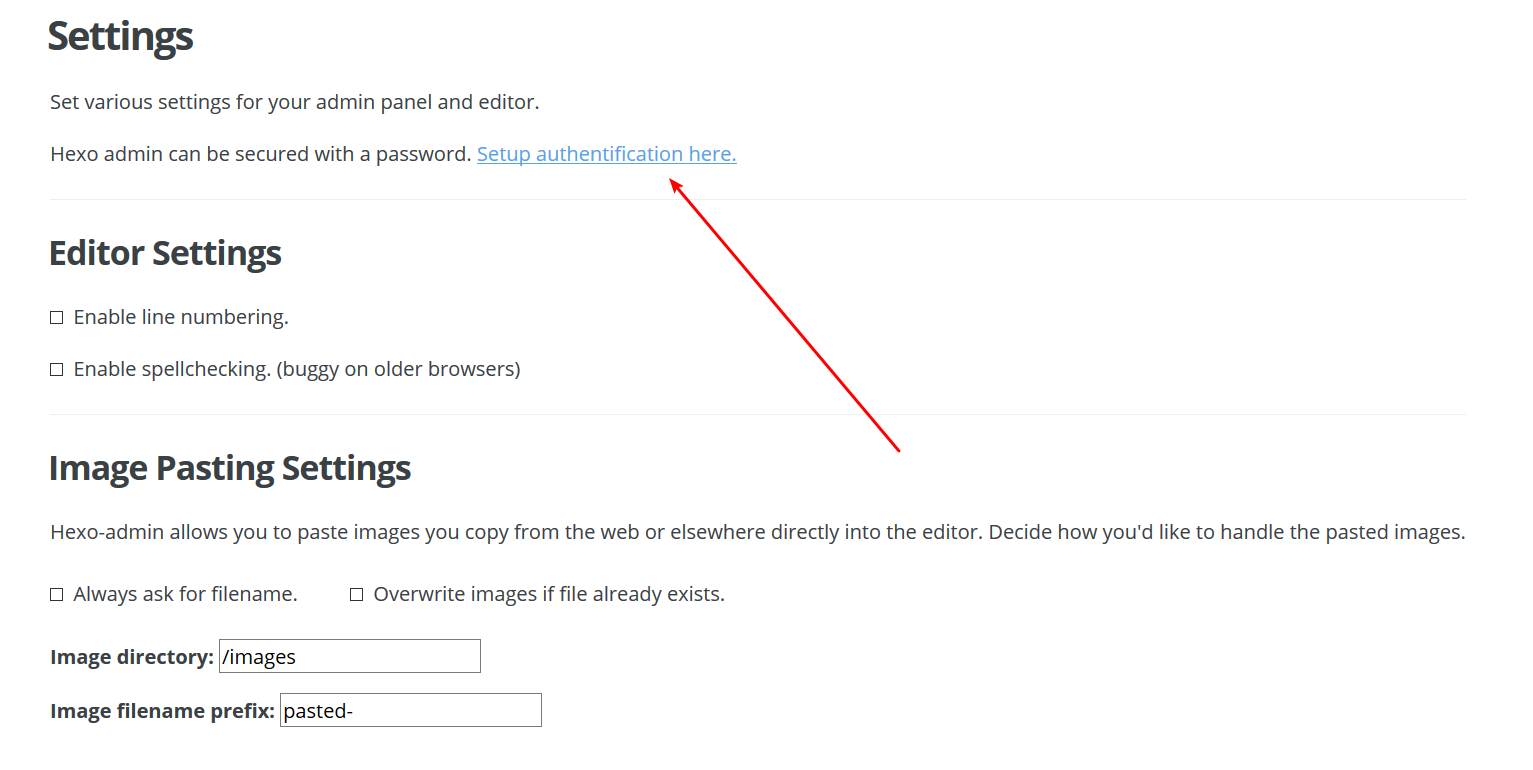 Settings
Set various settings for your admin panel and editor.
Hexo admin can be secured with a password. Setup authentification here.
Editor Settings
Enable line numbering.
Enable spellchecking. (buggy on older browsers)
Image Pasting Settings
Hexo-admin allows you to paste images you copy from the web or elsewhere directly into the editor. Decide how you'd like to handle the pasted images.
Always ask for filename. Overwrite images if file already exists.
Image directory: /images
Image filename prefix: pasted-